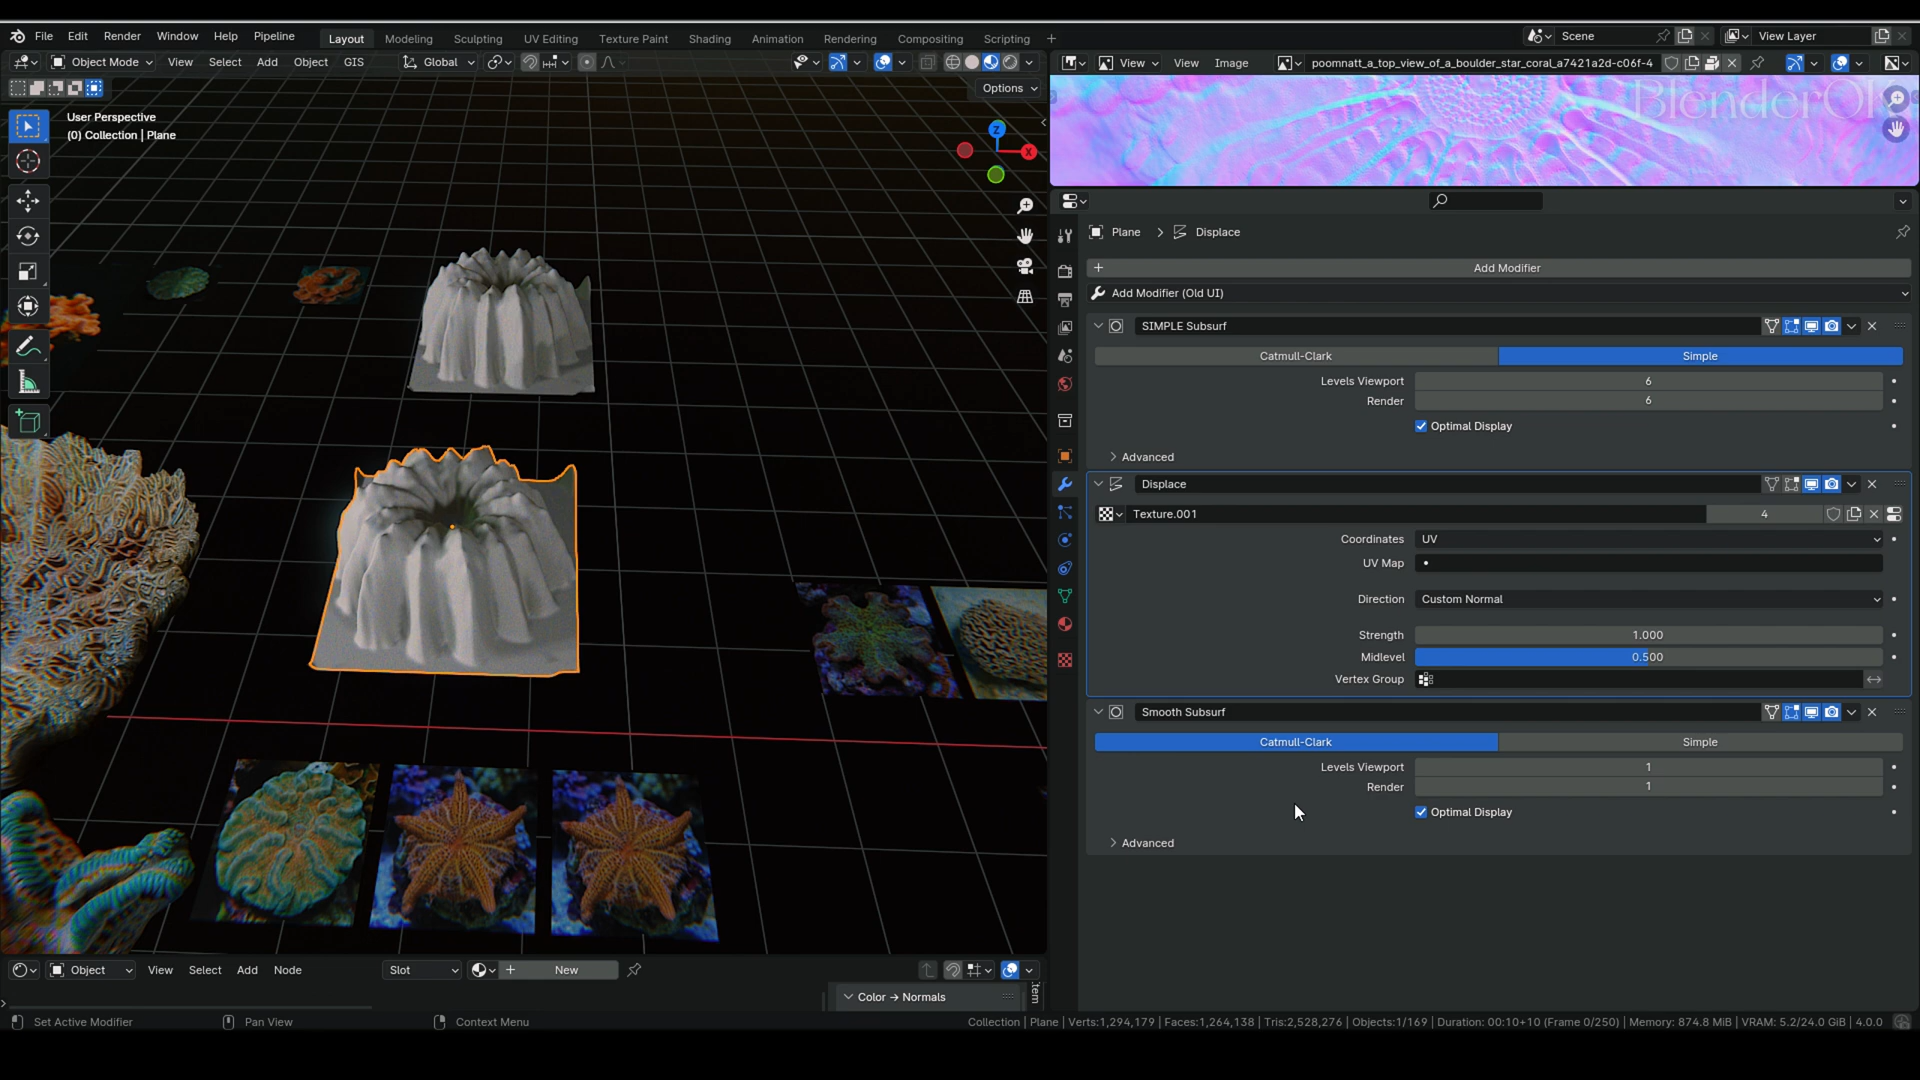 File Edit Render Window Help Pipeline Layout Modeling Sculpting UV Editing Texture Paint Shading Animation Rendering Compositing Scripting + Scene View Layer
Object Mode View Select Add Object GIS Global View View Image poomnatt_a_top_view_of_a_boulder_star_coral_a7421a2d-c06f-4
Options
User Perspective
(0) Collection | Plane
Z
X
Plane > Displace
+ Add Modifier
Add Modifier (Old UI)
SIMPLE Subsurf
Catmull-Clark Simple
Levels Viewport 6
Render 6
Optimal Display
Advanced
Displace
Texture.001 4
Coordinates UV
UV Map
Direction Custom Normal
Strength 1.000
Midlevel 0.500
Vertex Group
Smooth Subsurf
Catmull-Clark Simple
Levels Viewport 1
Render 1
Optimal Display
Advanced
Object View Select Add Node Slot + New
Color → Normals
Set Active Modifier Pan View Context Menu Collection | Plane | Verts:1,294,179 | Faces:1,264,138 | Tris:2,528,276 | Objects:1/169 | Duration: 00:10+10 (Frame 0/250) | Memory: 874.8 MiB | VRAM: 5.2/24.0 GiB | 4.0.0